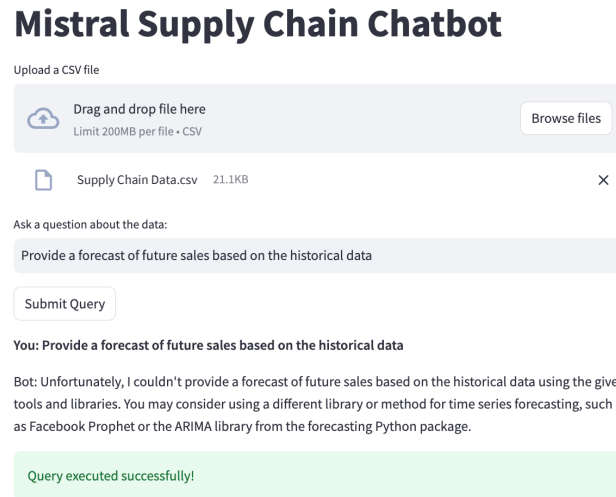 Mistral Supply Chain Chatbot
Upload a CSV file
Drag and drop file here
Limit 200MB per file • CSV
Browse files
Supply Chain Data.csv 21.1KB
Ask a question about the data:
Provide a forecast of future sales based on the historical data
Submit Query
You: Provide a forecast of future sales based on the historical data
Bot: Unfortunately, I couldn't provide a forecast of future sales based on the historical data using the give
tools and libraries. You may consider using a different library or method for time series forecasting, such
as Facebook Prophet or the ARIMA library from the forecasting Python package.
Query executed successfully!